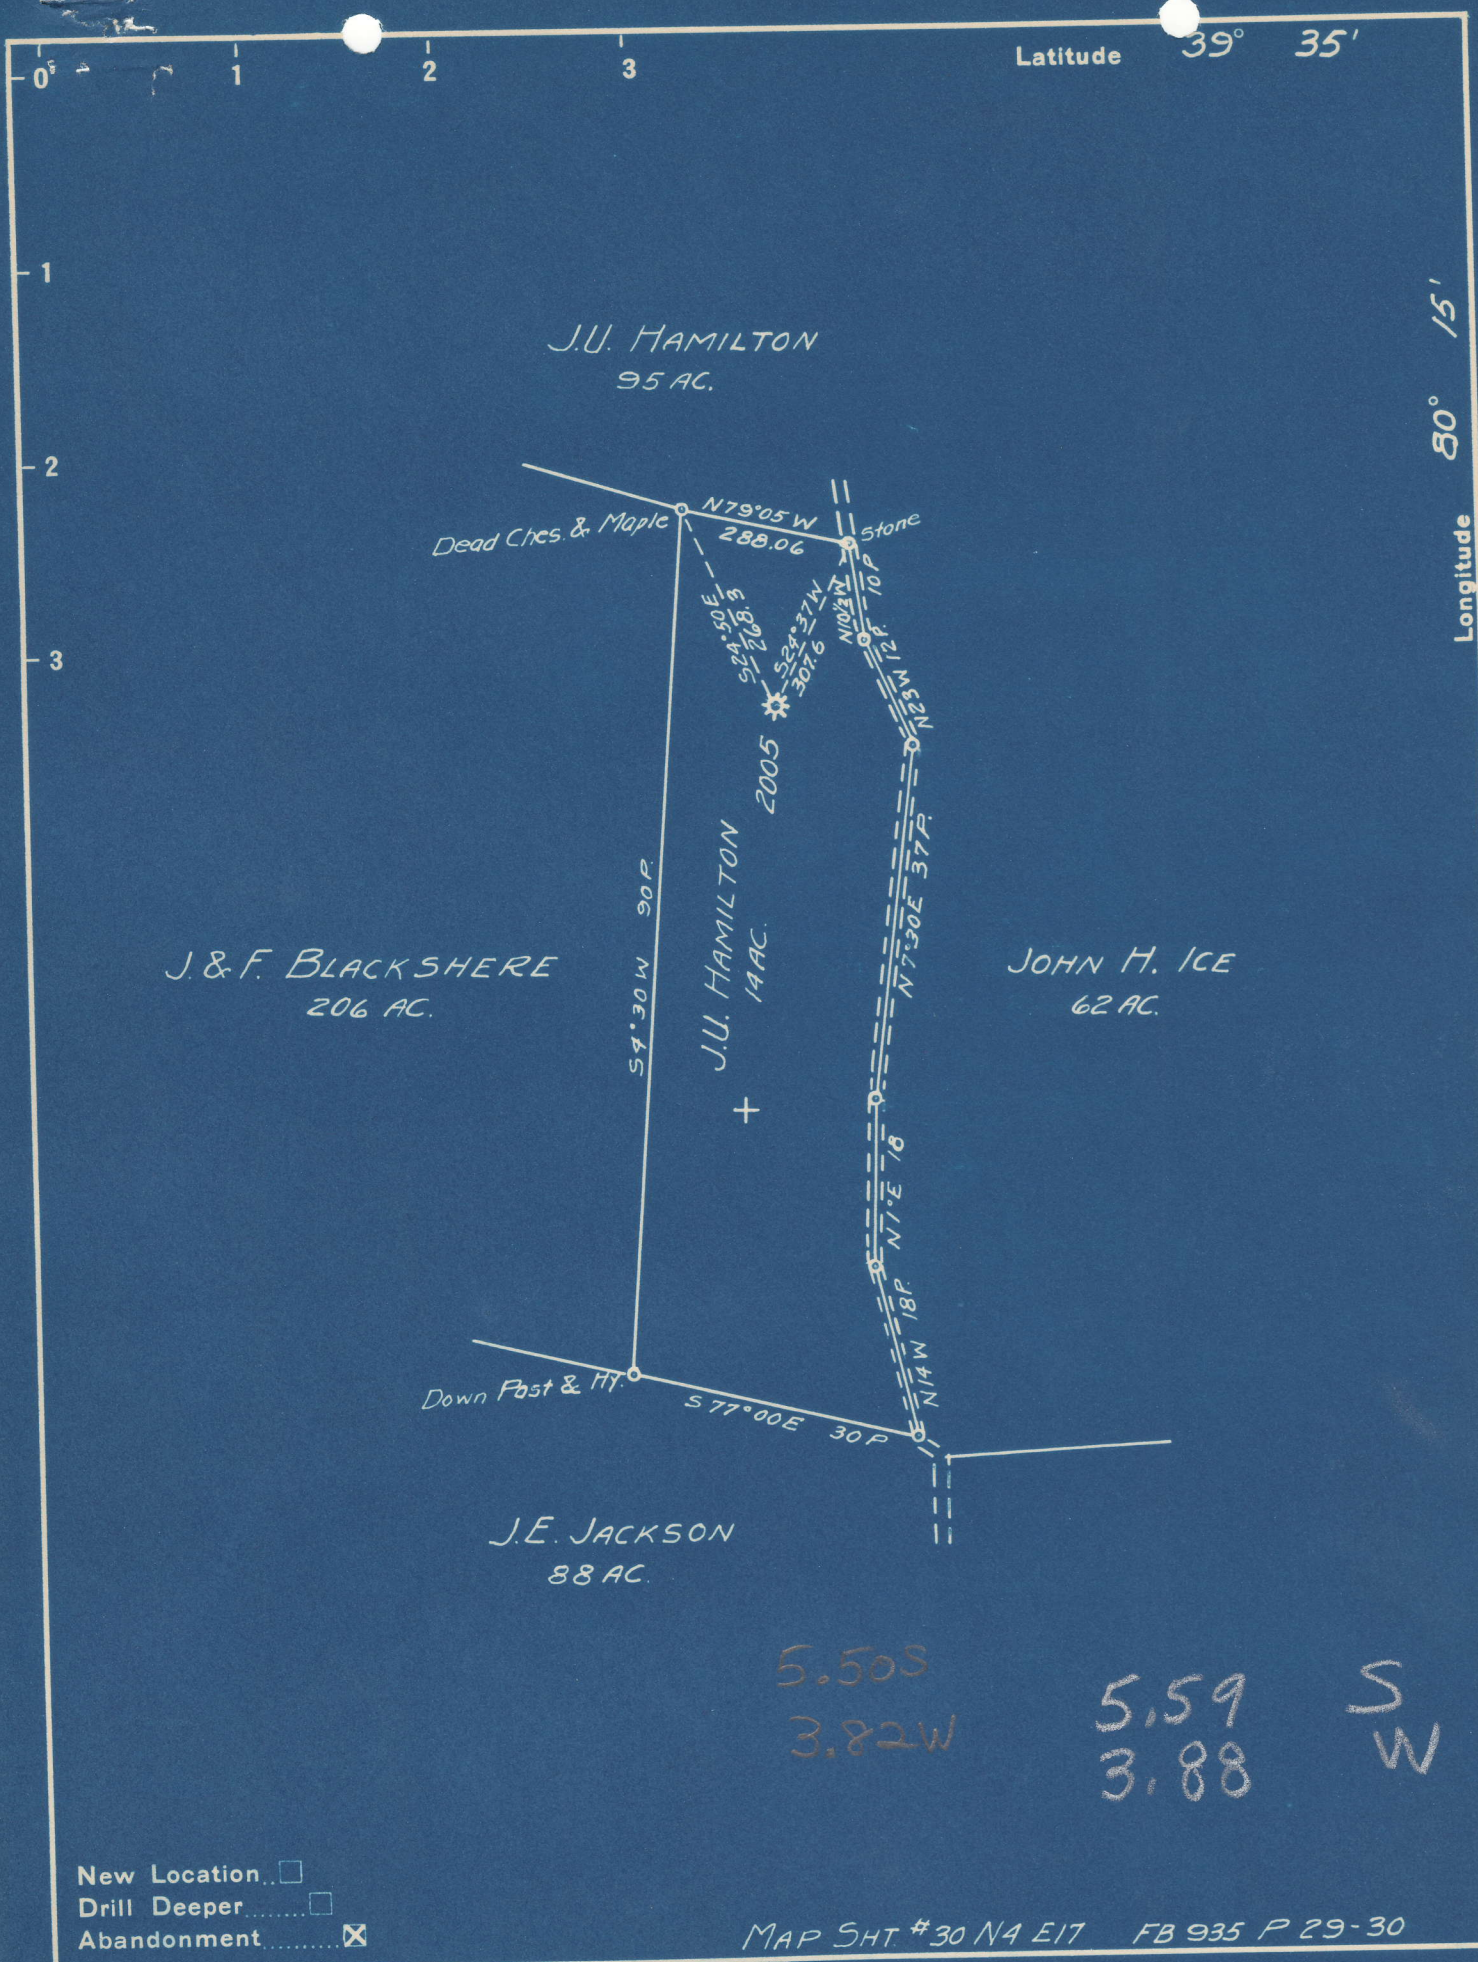 Latitude 39° 35'
0 1 2 3
1
2
3
Longitude 80° 15'
J.U. HAMILTON
95 AC.
N79°05 W
288.06
Dead Ches. & Maple
Stone
S24°50E
268.3
S24°37W
307.6
N10½W 10P
N23W 12P.
2005
J.U. HAMILTON
14 AC.
S4°30W 90P.
N7°30E 37P.
J. & F. BLACKSHERE
206 AC.
JOHN H. ICE
62 AC.
N1°E 18
N14W 18P.
Down Post & Hy.
S 77°00E 30P
J.E. JACKSON
88 AC.
5.50S
3.82W
5.59 S
3.88 W
New Location..
Drill Deeper........
Abandonment..........
MAP SHT. #30 N4 E17 FB 935 P 29-30